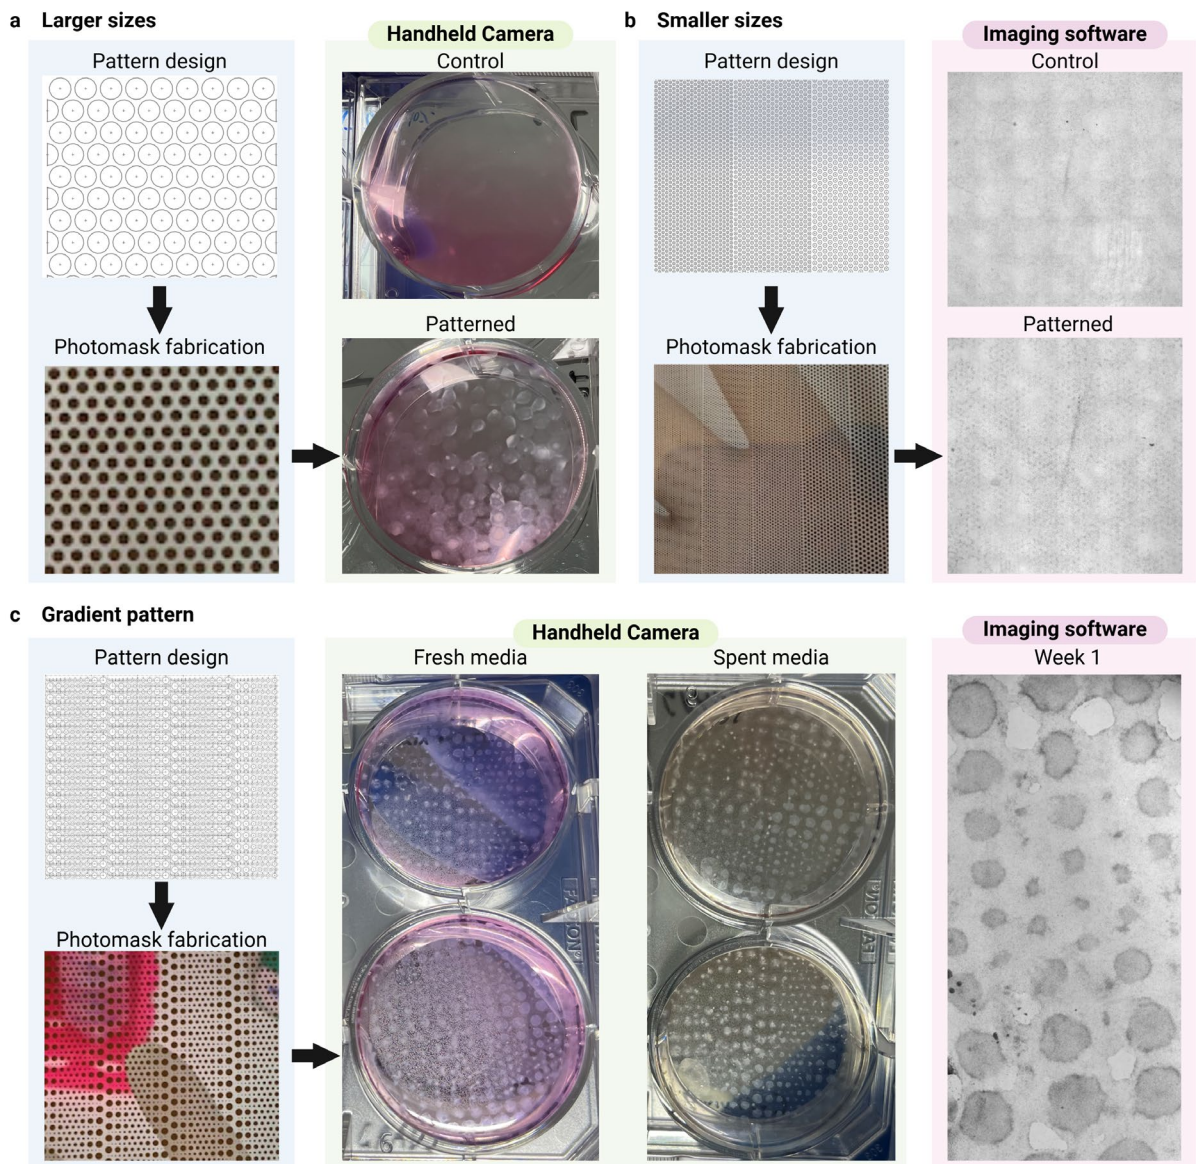 a Larger sizes
Handheld Camera
Pattern design
Control
Photomask fabrication
Patterned
b Smaller sizes
Imaging software
Pattern design
Control
Photomask fabrication
Patterned
c Gradient pattern
Handheld Camera
Imaging software
Pattern design
Fresh media
Spent media
Week 1
Photomask fabrication